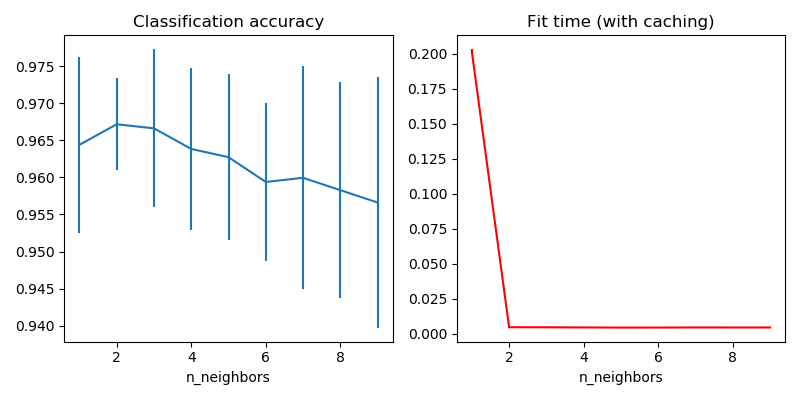 Classification accuracy
0.975
0.970
0.965
0.960
0.955
0.950
0.945
0.940
2 4 6 8
n_neighbors
Fit time (with caching)
0.200
0.175
0.150
0.125
0.100
0.075
0.050
0.025
0.000
2 4 6 8
n_neighbors